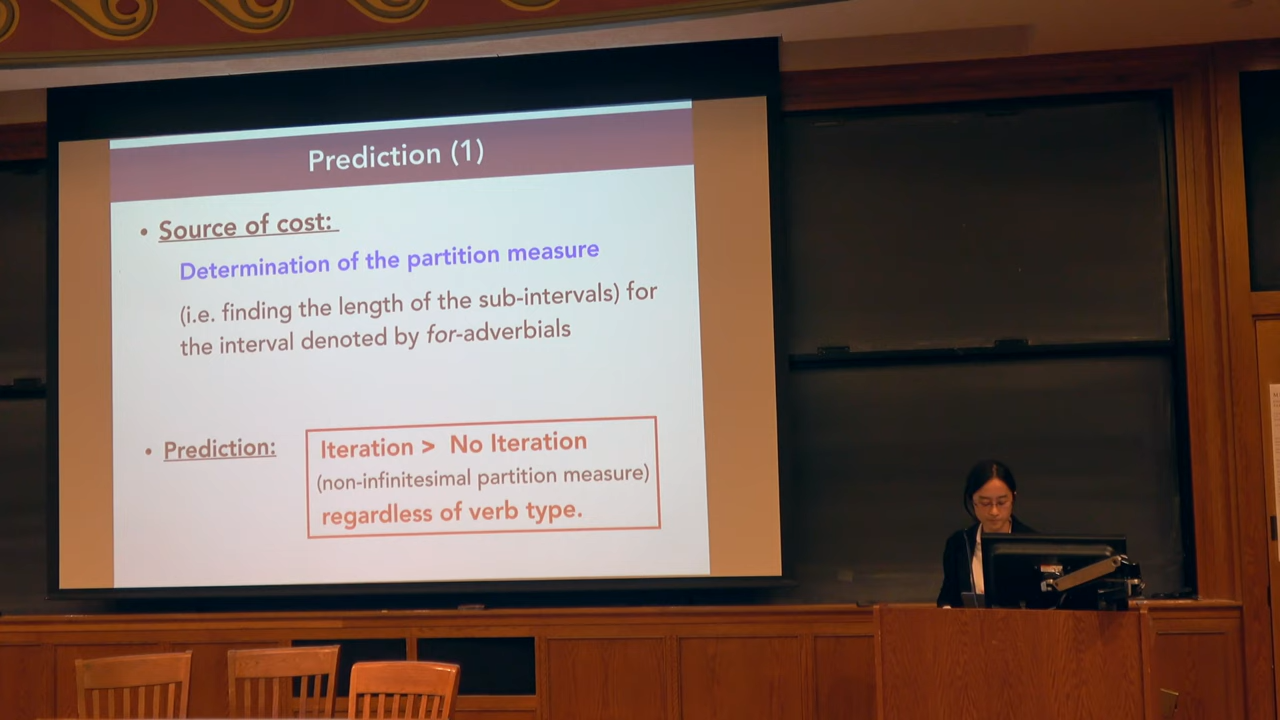 Prediction (1)
• Source of cost:
Determination of the partition measure
(i.e. finding the length of the sub-intervals) for
the interval denoted by for-adverbials
• Prediction:
Iteration > No Iteration
(non-infinitesimal partition measure)
regardless of verb type.